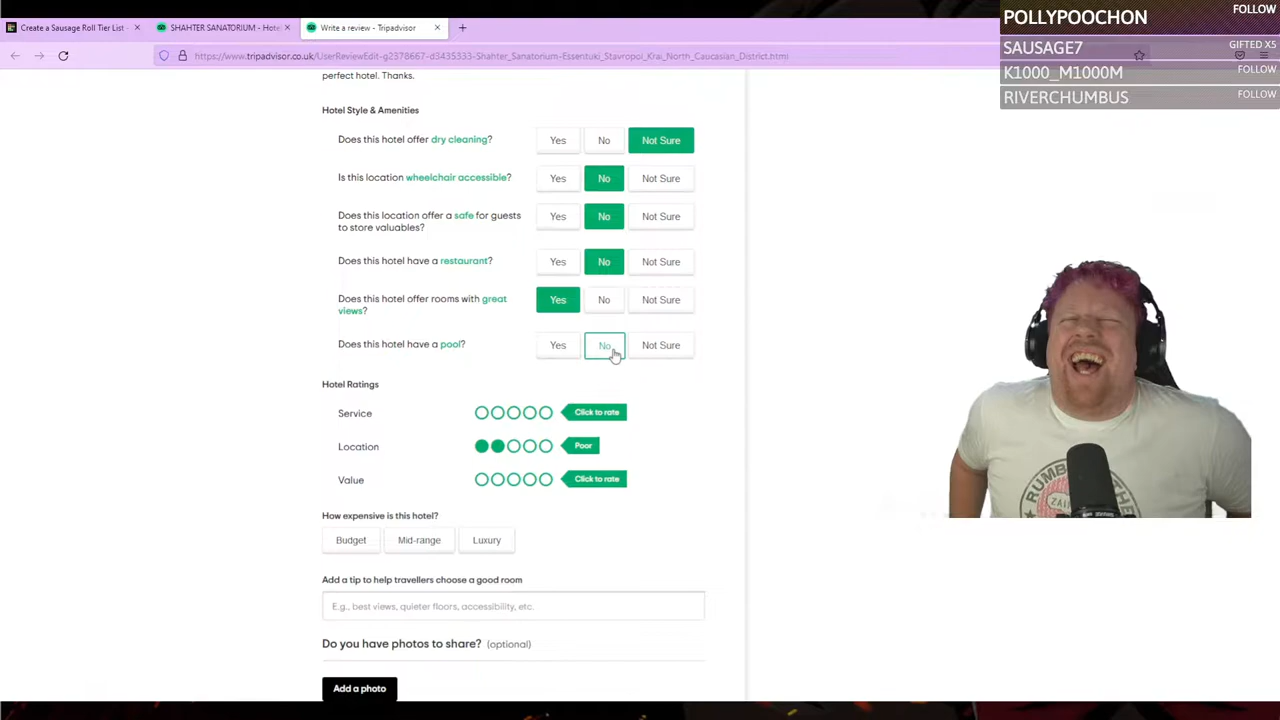 Create a Sausage Roll Tier List -
SHAHTER SANATORIUM - Hote
Write a review - Tripadvisor
https://www.tripadvisor.co.uk/UserReviewEdit-g2378667-d3435333-Shahter_Sanatorium-Essentuki_Stavropol_Krai_North_Caucasian_District.html
POLLYPOOCHON FOLLOW
SAUSAGE7 GIFTED X5
K1000_M1000M FOLLOW
RIVERCHUMBUS FOLLOW
perfect hotel. Thanks.
Hotel Style & Amenities
Does this hotel offer dry cleaning? Yes No Not Sure
Is this location wheelchair accessible? Yes No Not Sure
Does this location offer a safe for guests
to store valuables? Yes No Not Sure
Does this hotel have a restaurant? Yes No Not Sure
Does this hotel offer rooms with great
views? Yes No Not Sure
Does this hotel have a pool? Yes No Not Sure
Hotel Ratings
Service Click to rate
Location Poor
Value Click to rate
How expensive is this hotel?
Budget Mid-range Luxury
Add a tip to help travellers choose a good room
E.g., best views, quieter floors, accessibility, etc.
Do you have photos to share? (optional)
Add a photo